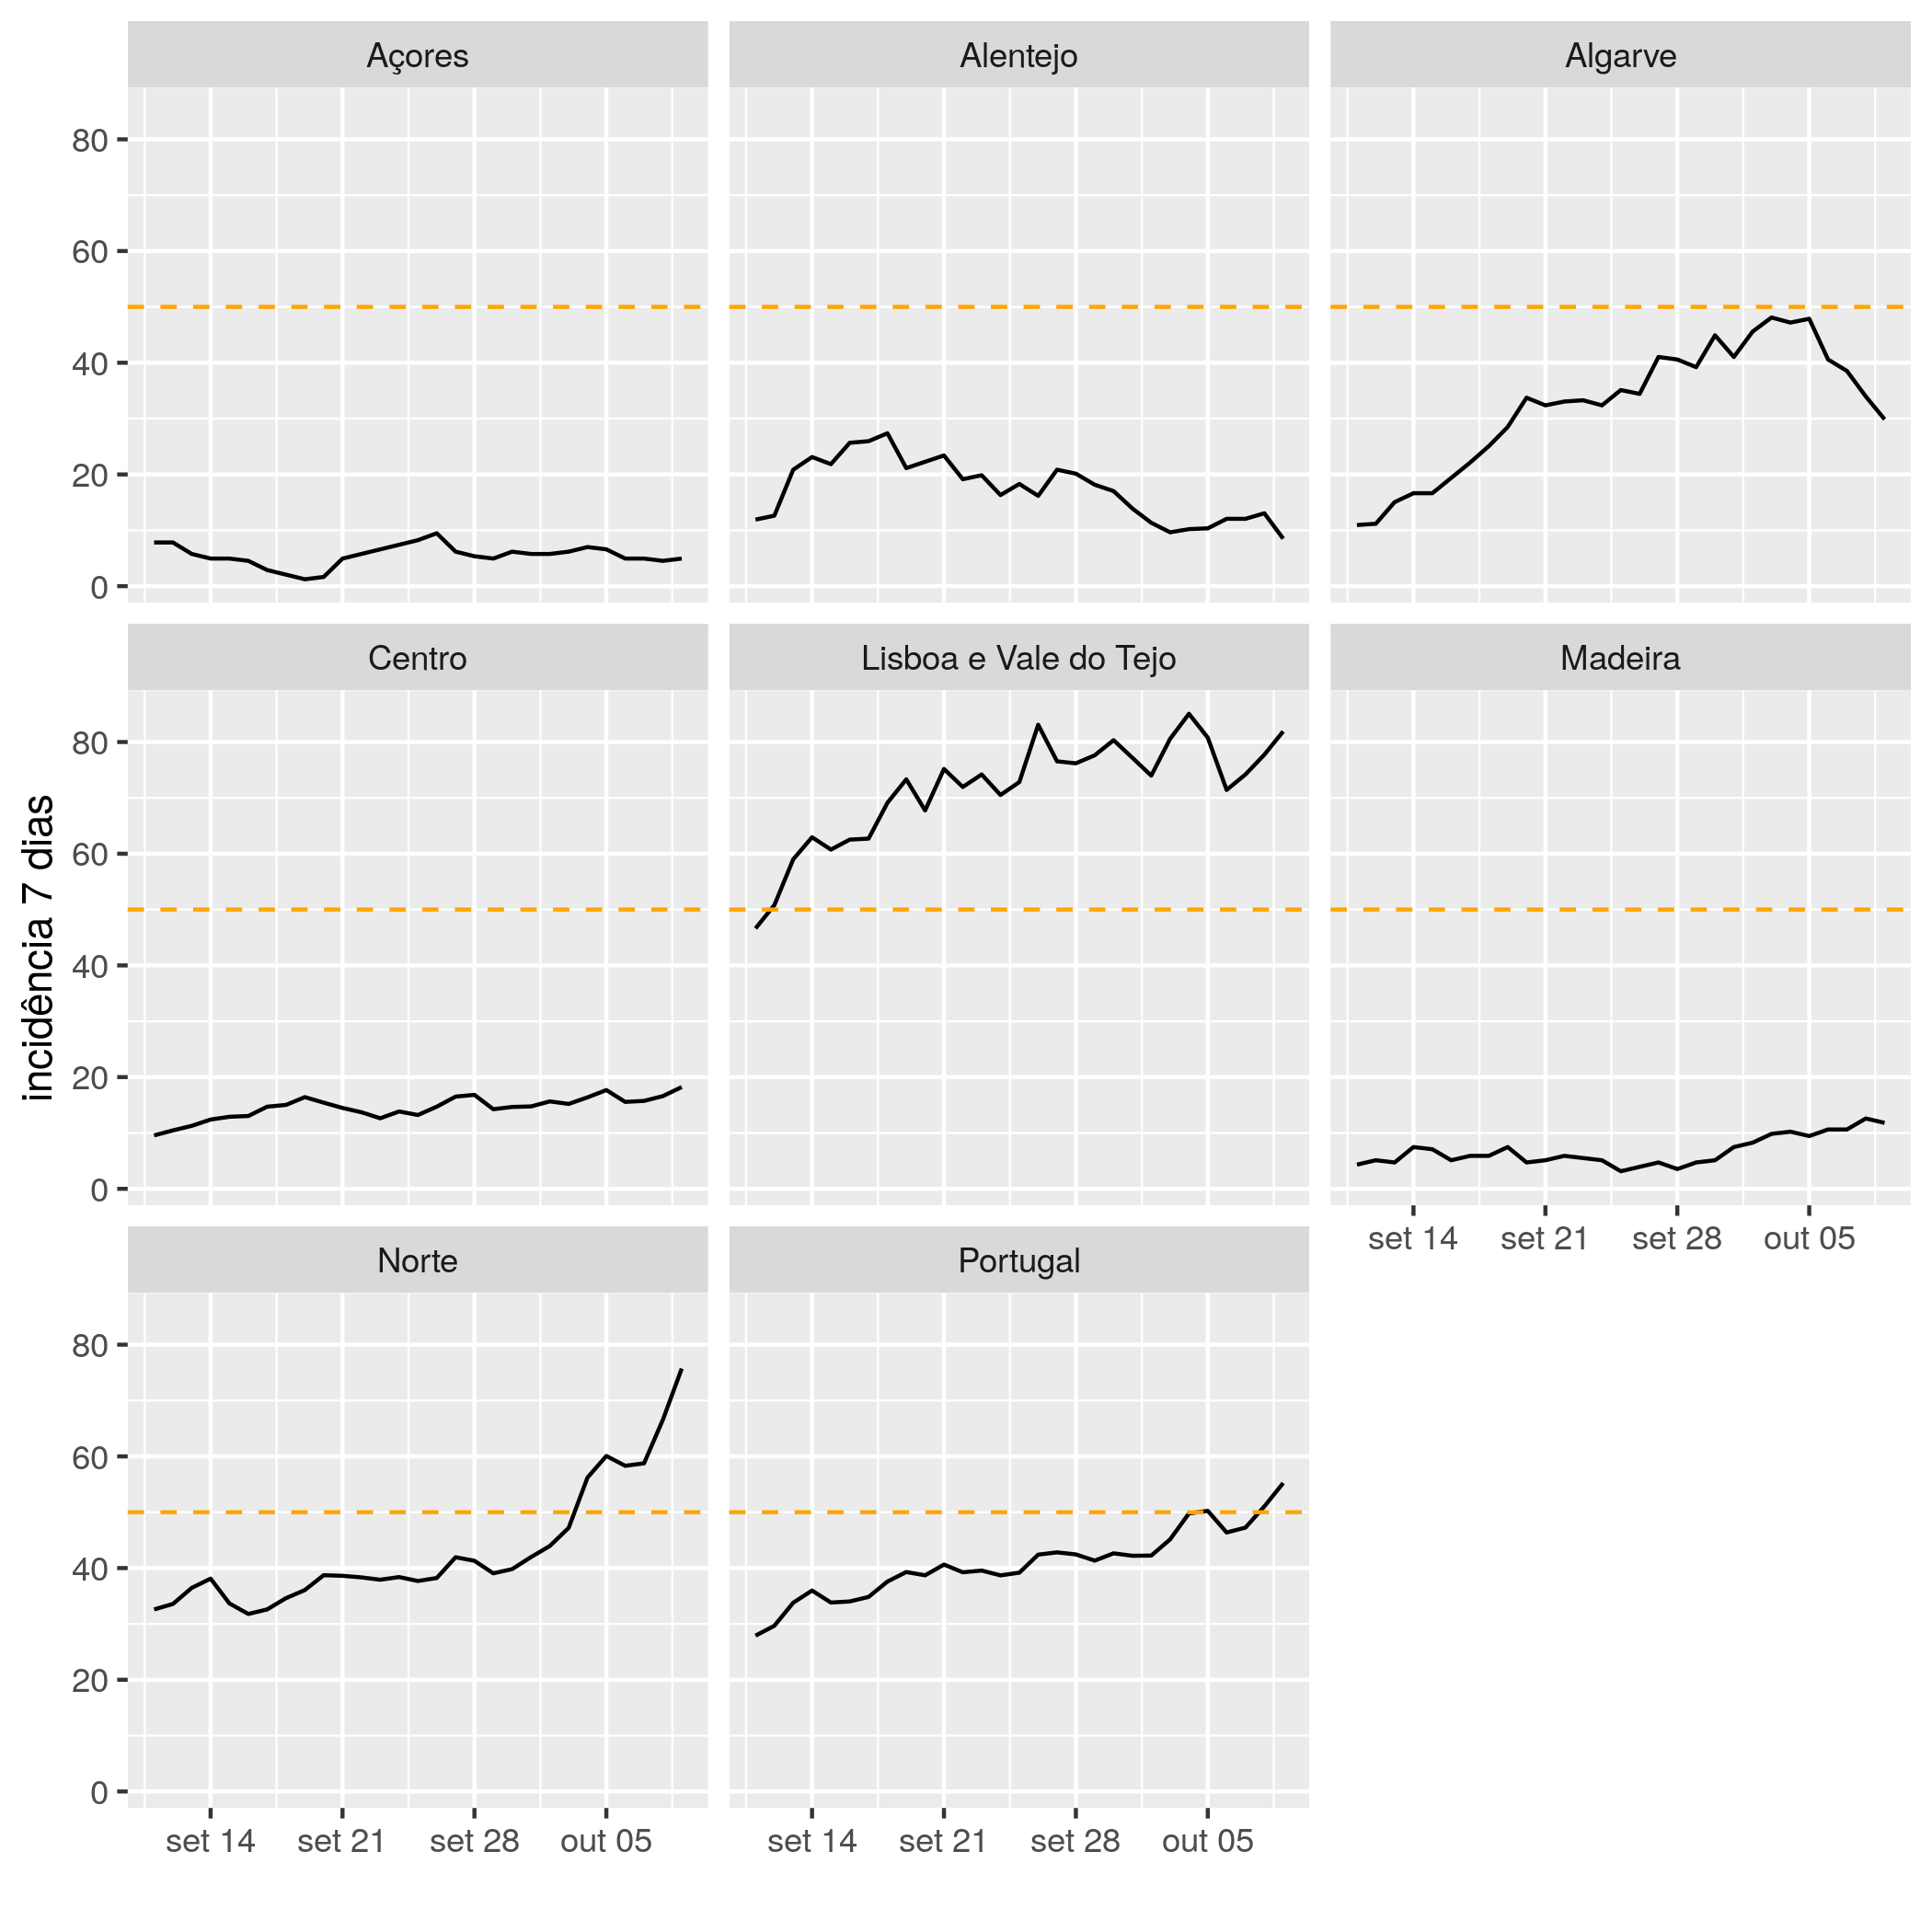 Açores
Alentejo
Algarve
80
60
40
20
0
Centro
Lisboa e Vale do Tejo
Madeira
incidência 7 dias
80
60
40
20
0
set 14 set 21 set 28 out 05
Norte
Portugal
80
60
40
20
0
set 14 set 21 set 28 out 05
set 14 set 21 set 28 out 05